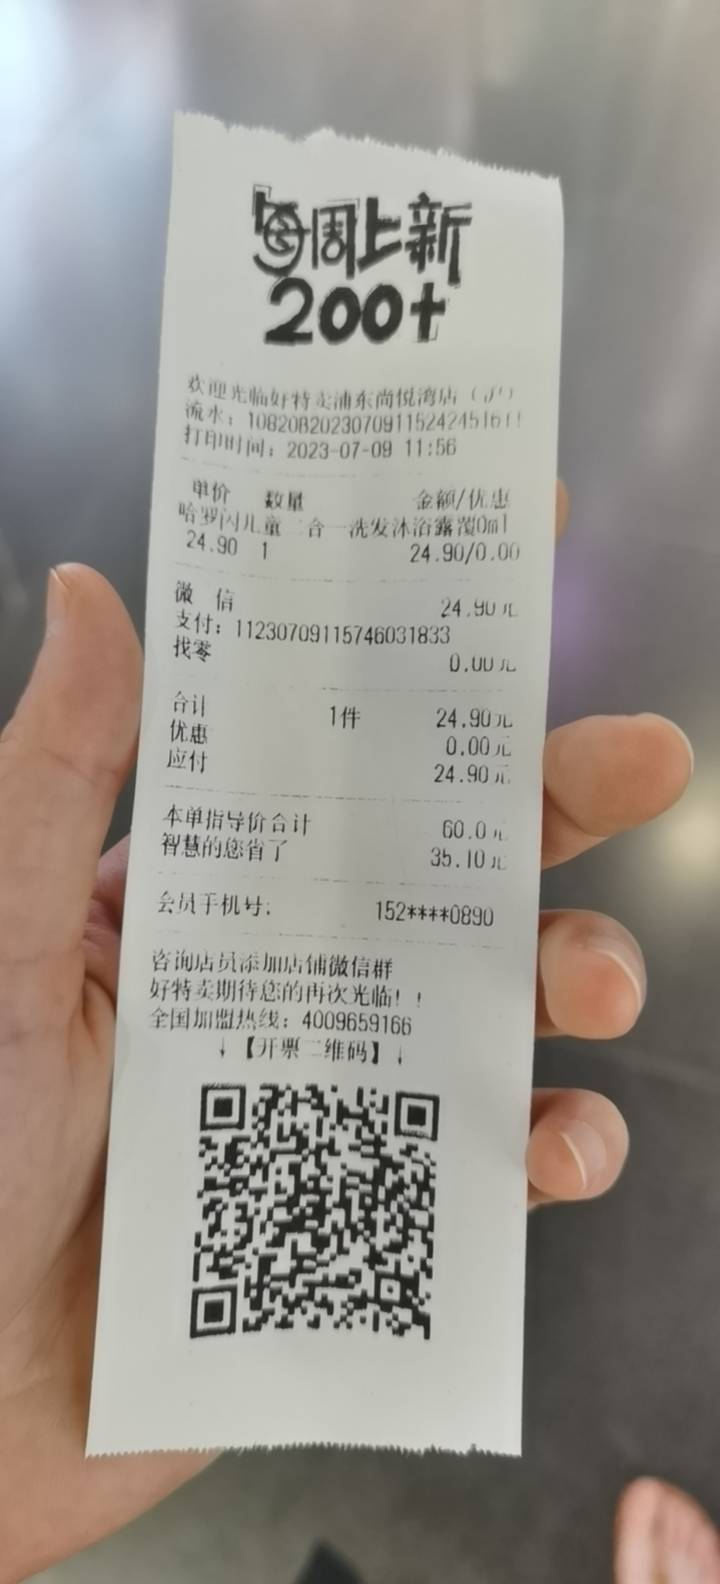 每周上新
200+
欢迎光临好特卖浦东尚悦湾店
流水：
打印时间：2023-07-09 11:56
单价 数量 金额/优惠
哈罗闪儿童二合一洗发沐浴露
24.90 1 24.90/0.00
微 信 24.90元
支付：11230709115746031833
找零 0.00元
合计 1件 24.90元
优惠 0.00元
应付 24.90元
本单指导价合计 60.0元
智慧的您省了 35.10元
会员手机号: 152****0890
咨询店员添加店铺微信群
好特卖期待您的再次光临！！
全国加盟热线：4009659166
↓【开票二维码】↓